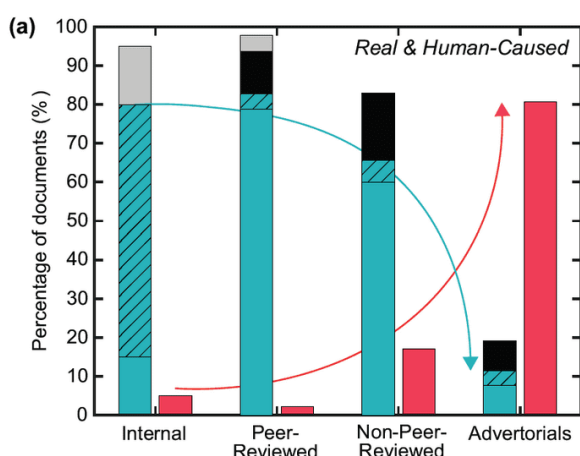 (a)
Real & Human-Caused
Percentage of documents (%)
100
90
80
70
60
50
40
30
20
10
0
Internal
Peer-
Reviewed
Non-Peer-
Reviewed
Advertorials